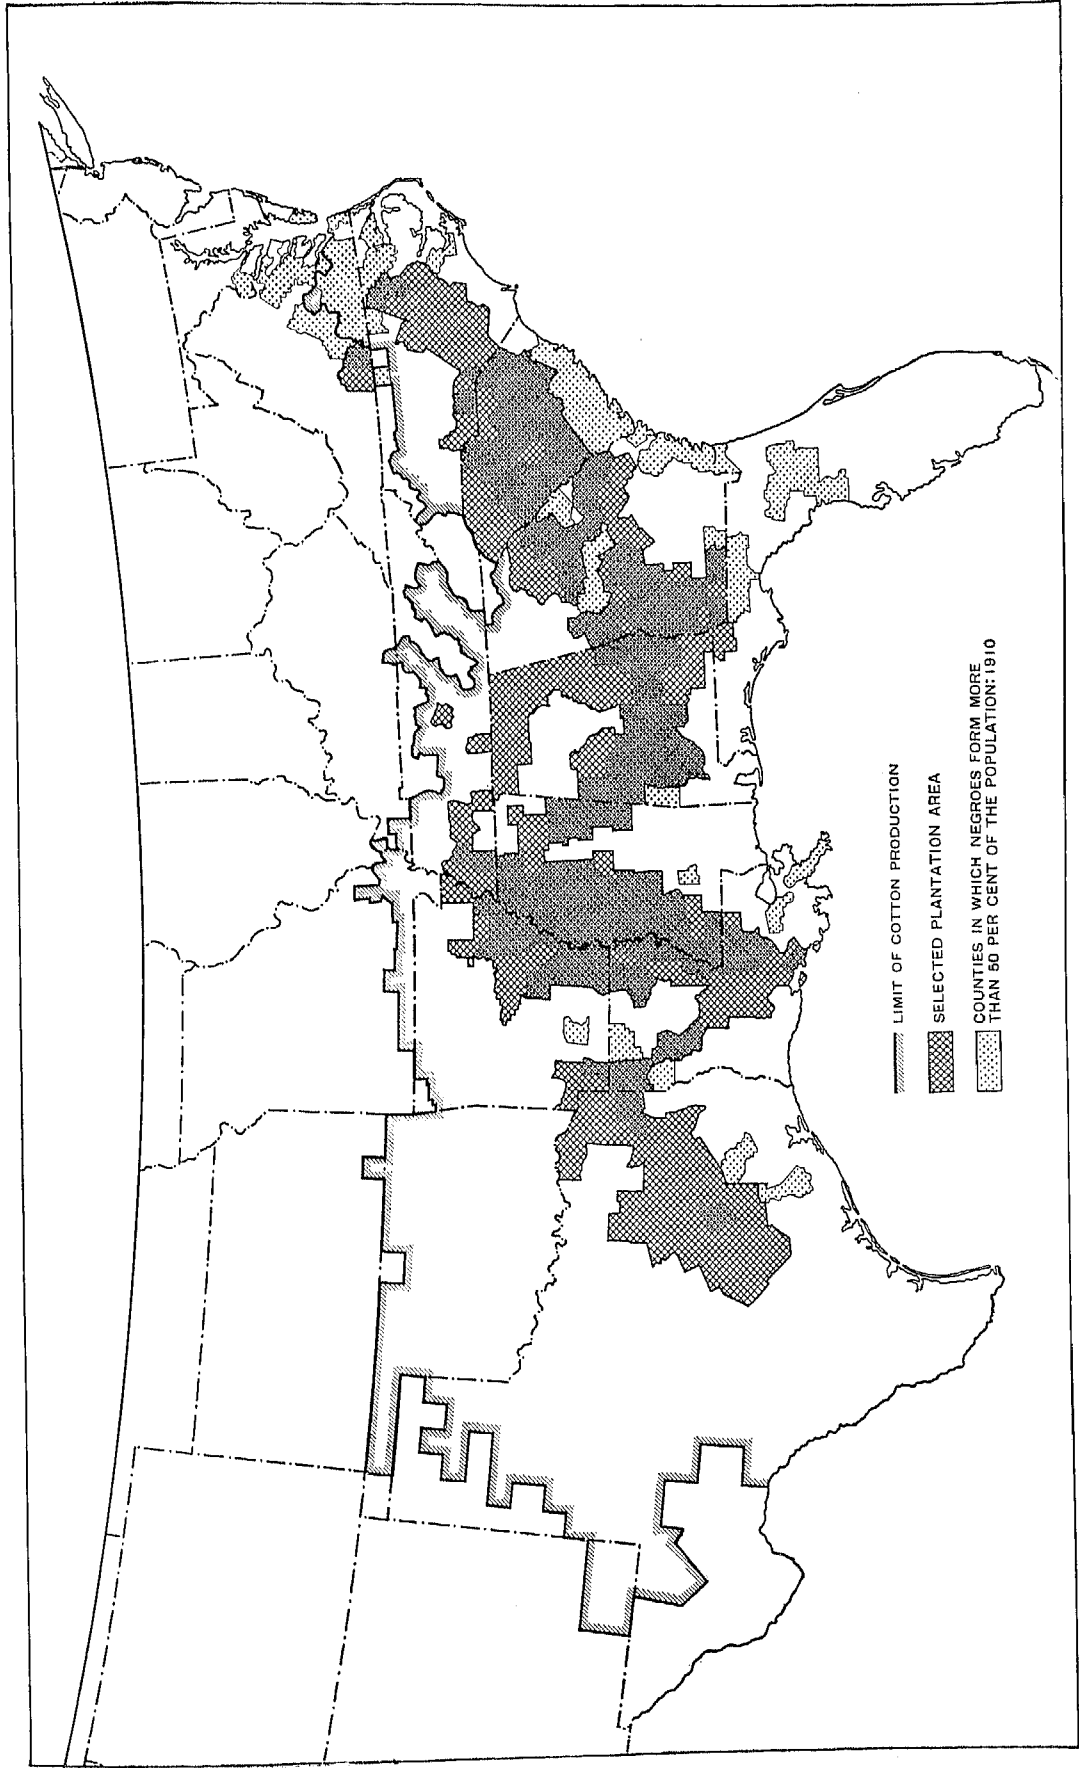 LIMIT OF COTTON PRODUCTION
SELECTED PLANTATION AREA
COUNTIES IN WHICH NEGROES FORM MORE
THAN 50 PER CENT OF THE POPULATION: 1910